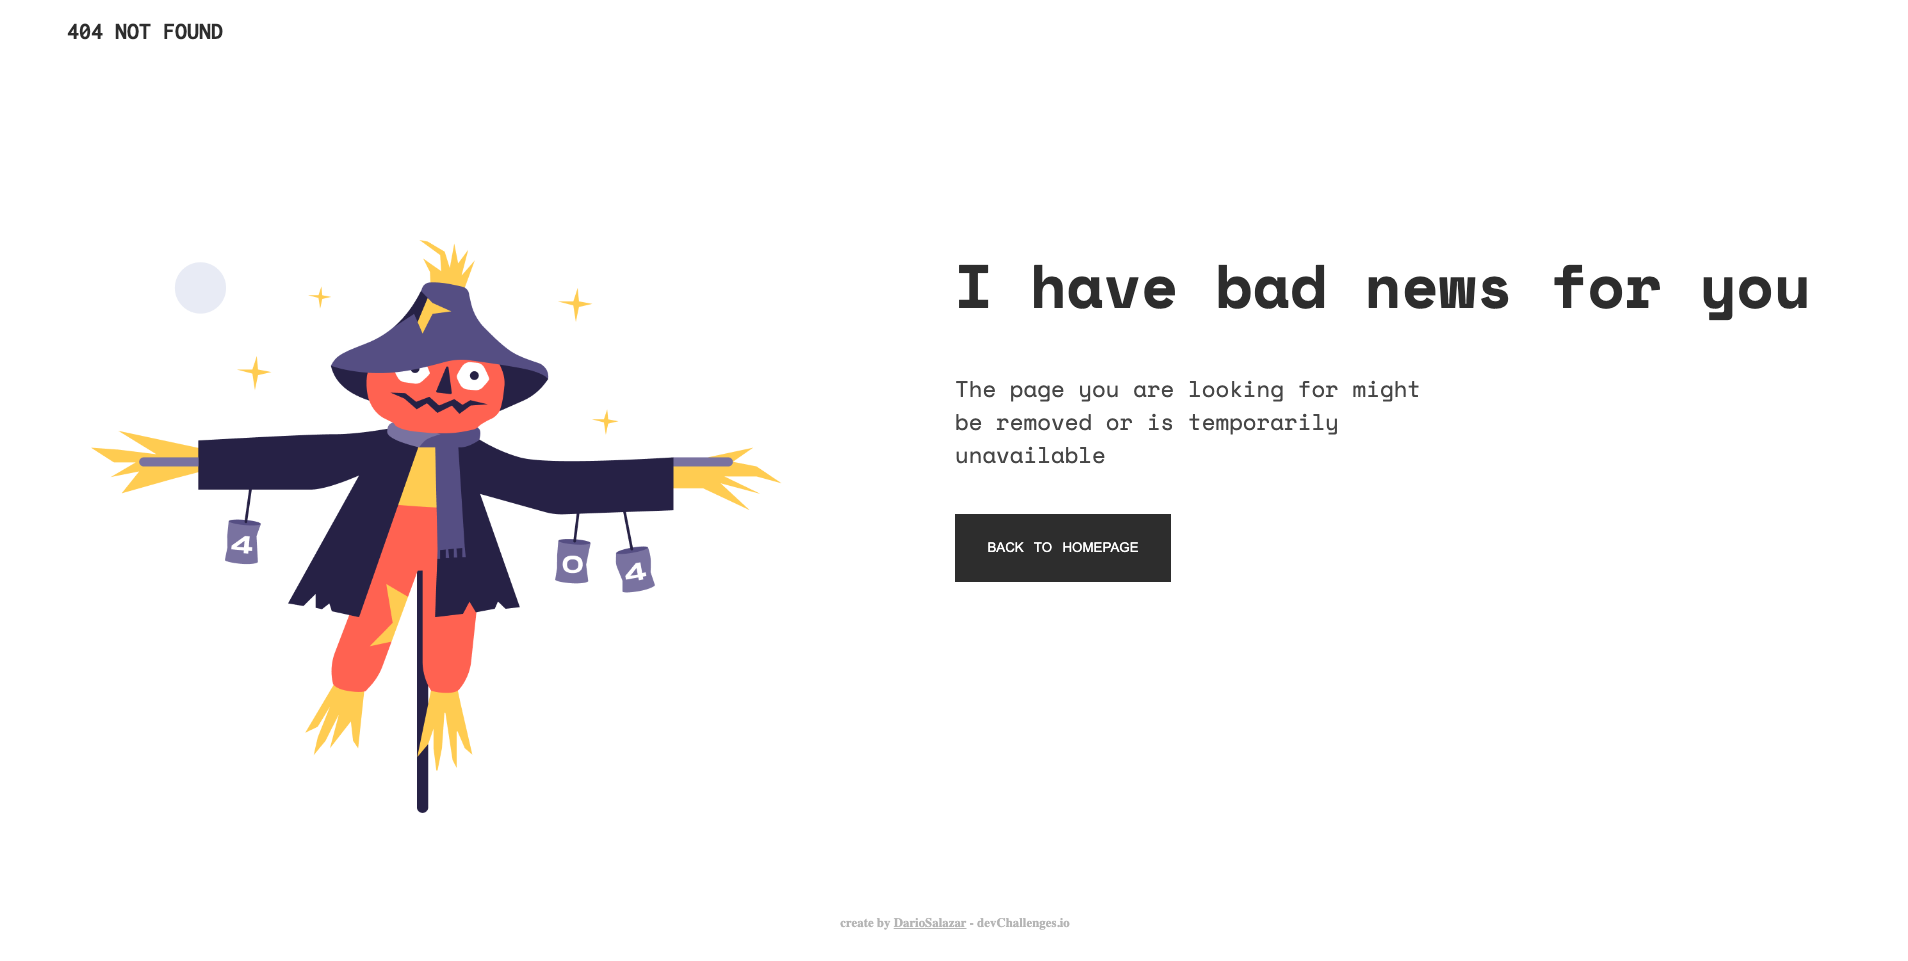 404 NOT FOUND
I have bad news for you
The page you are looking for might
be removed or is temporarily
unavailable
BACK TO HOMEPAGE
4
0
4
create by DarioSalazar - devChallenges.io